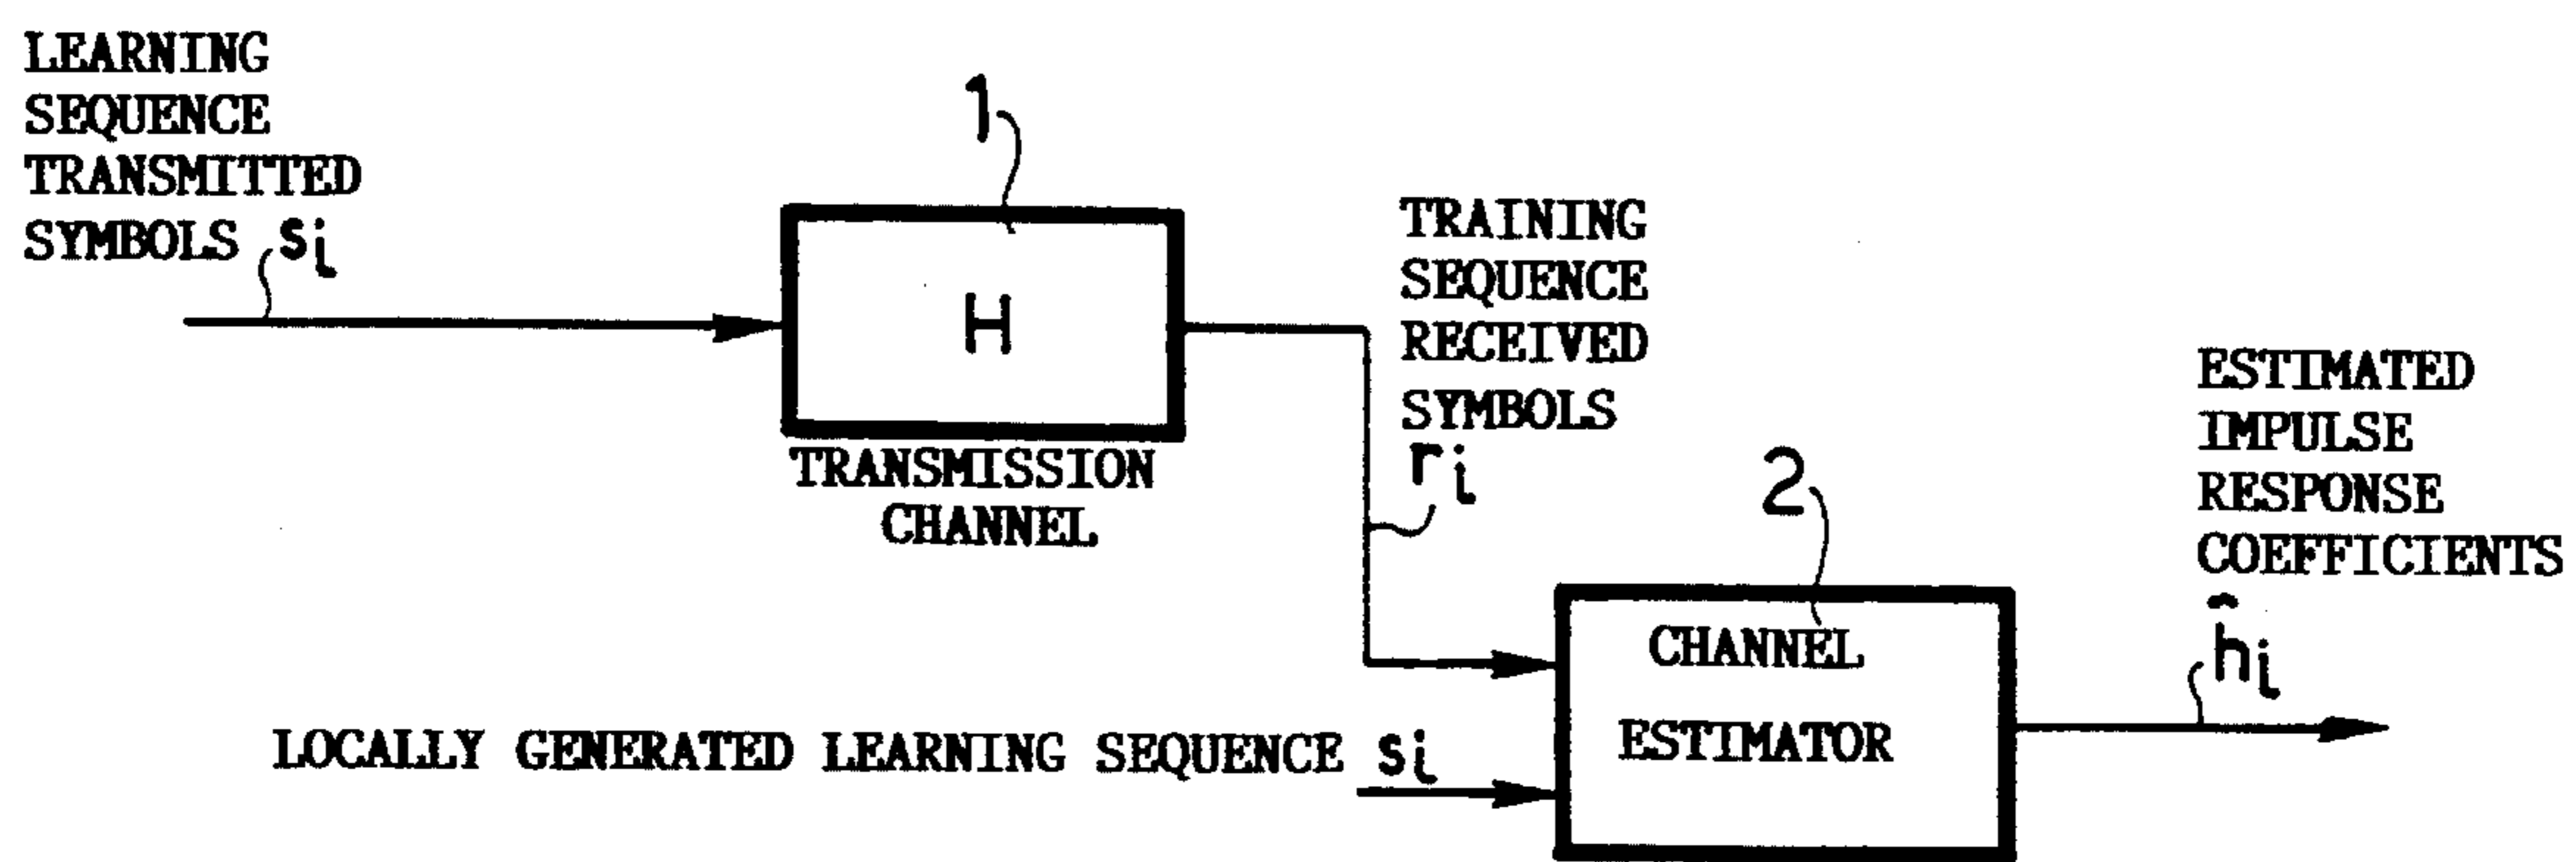 LEARNING
SEQUENCE
TRANSMITTED
SYMBOLS si
1
H
TRANSMISSION
CHANNEL
TRAINING
SEQUENCE
RECEIVED
SYMBOLS
ri
ESTIMATED
IMPULSE
RESPONSE
COEFFICIENTS
ĥi
2
CHANNEL
ESTIMATOR
LOCALLY GENERATED LEARNING SEQUENCE si